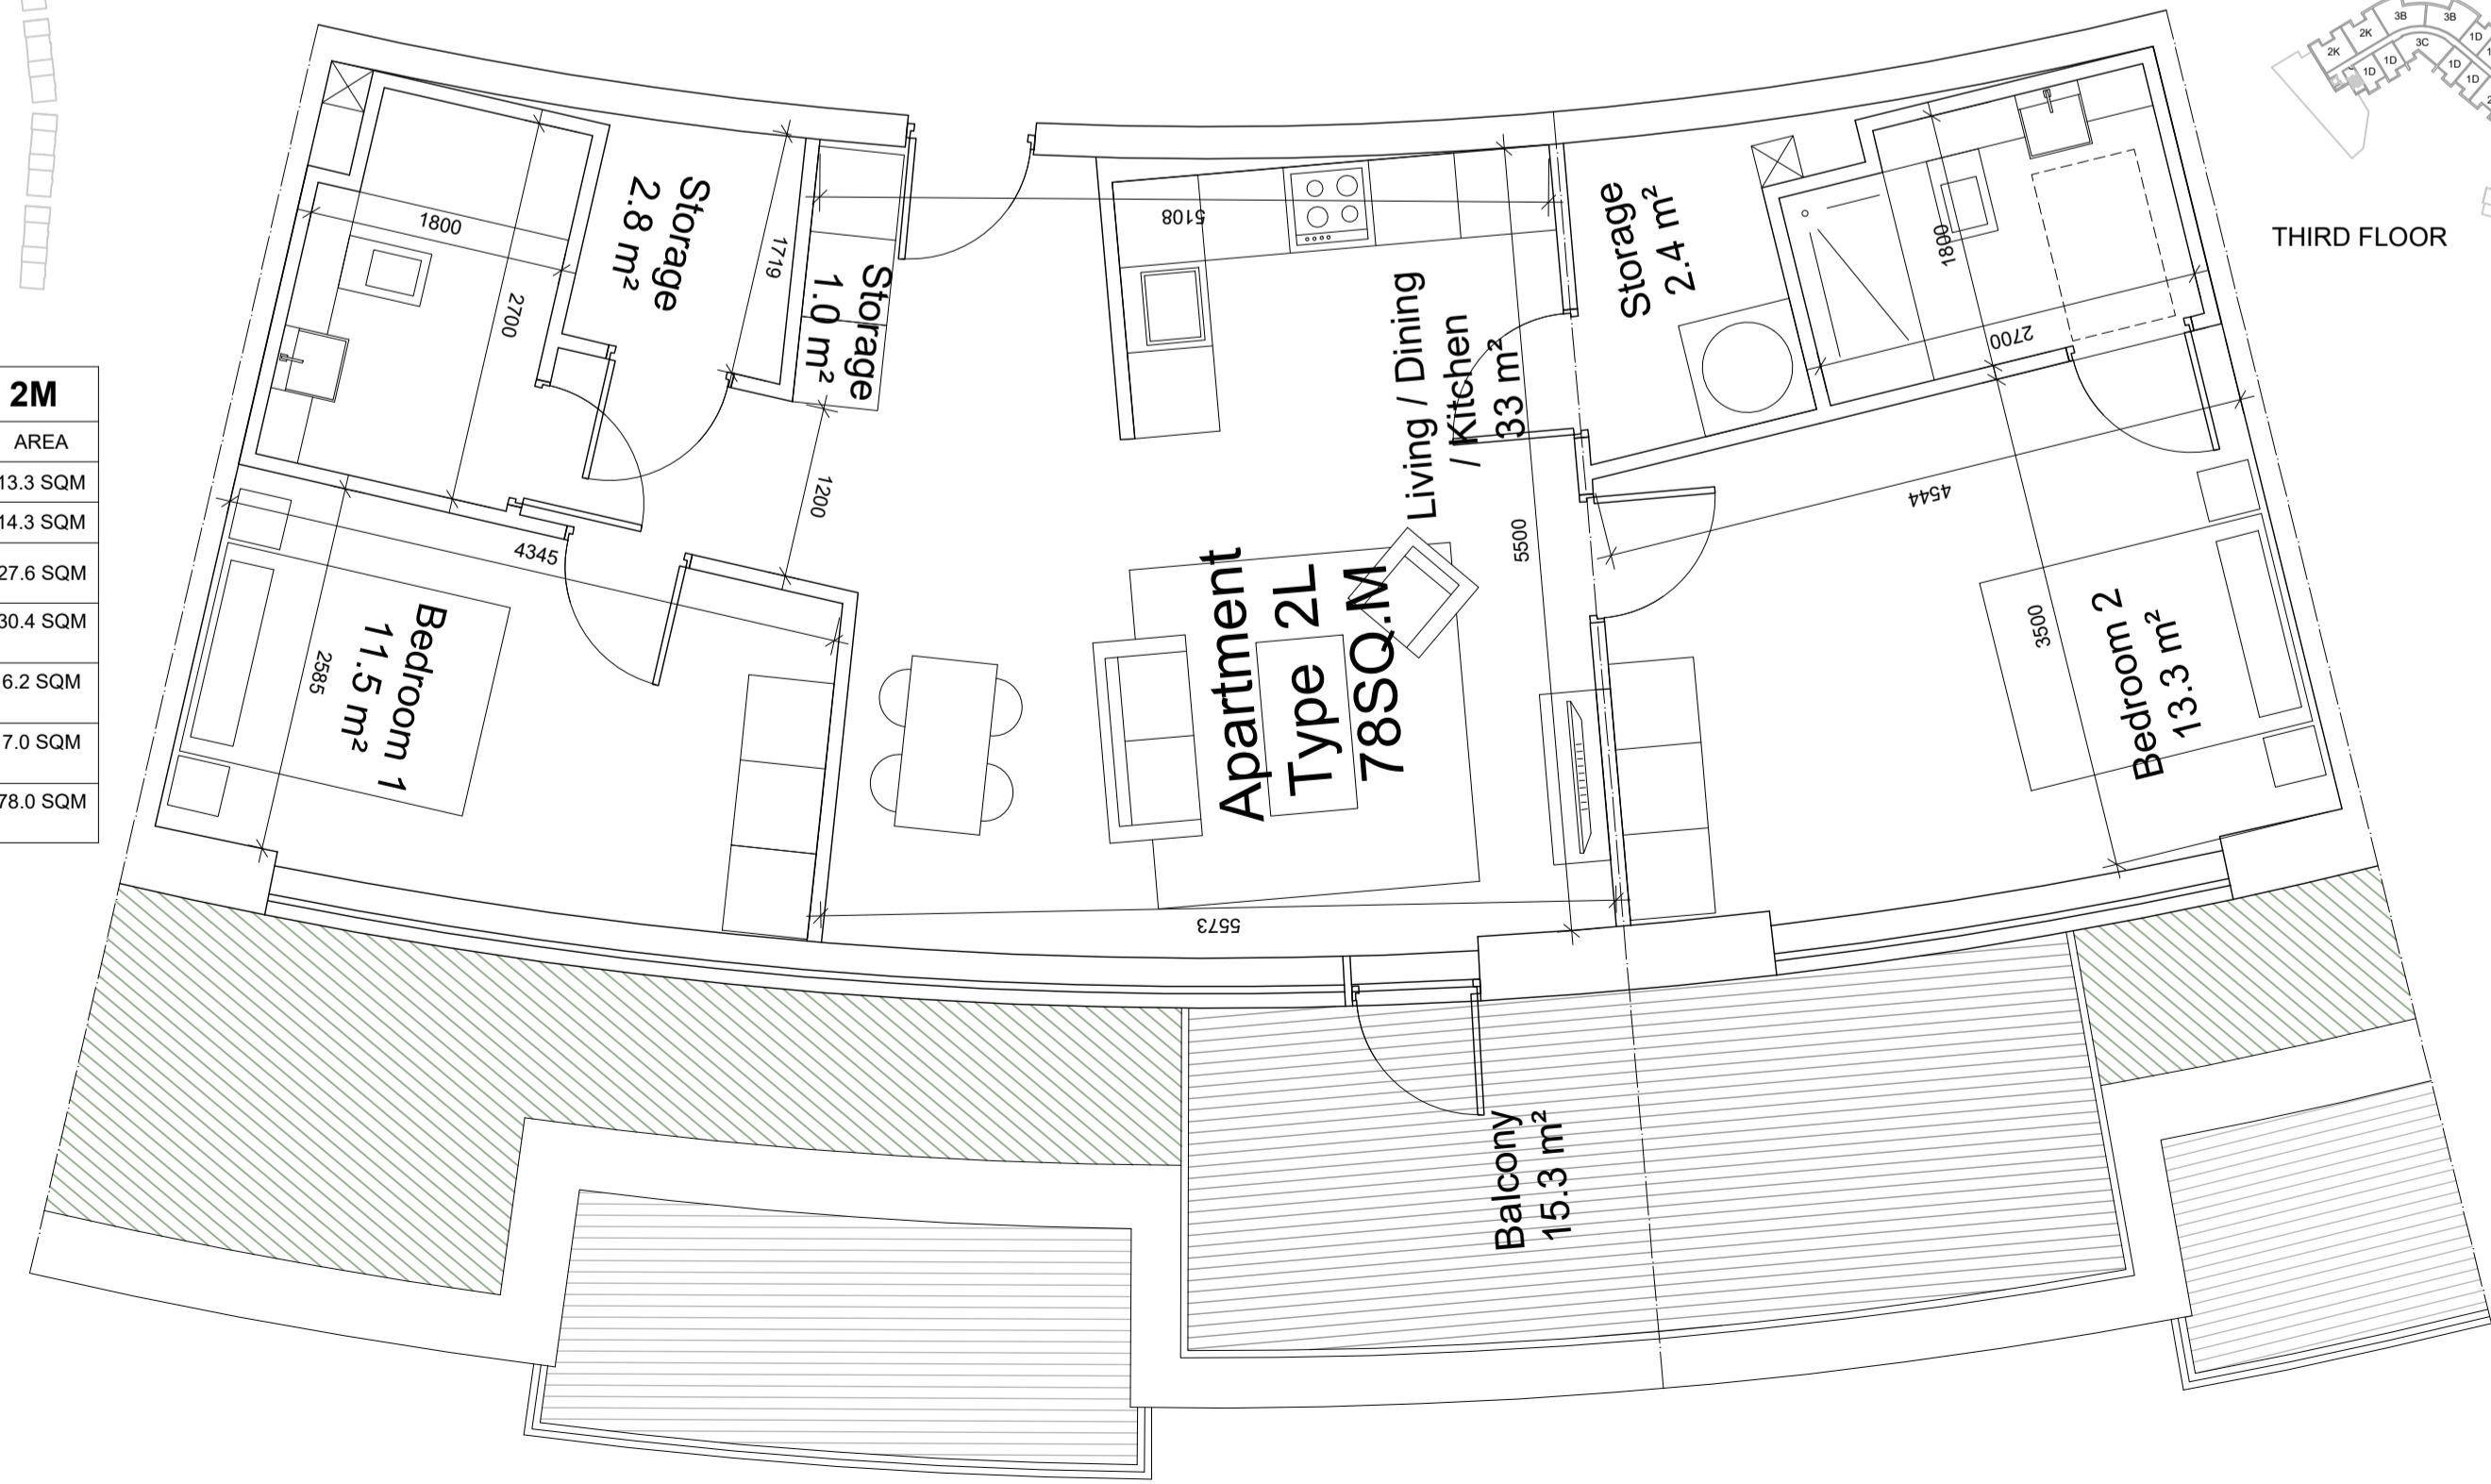 2M
AREA
13.3 SQM
14.3 SQM
27.6 SQM
30.4 SQM
6.2 SQM
7.0 SQM
78.0 SQM
1800
2700
Storage
2.8 m²
1719
Storage
1.0 m²
5108
Living / Dining
/ Kitchen
33 m²
Storage
2.4 m²
1800
2700
4345
1200
2585
Bedroom 1
11.5 m²
Apartment
Type 2L
78SQ.M
5500
5573
4544
3500
Bedroom 2
13.3 m²
Balcony
15.3 m²
2K
2K
3B
3B
3C
1D
1D
1D
1D
1D
THIRD FLOOR